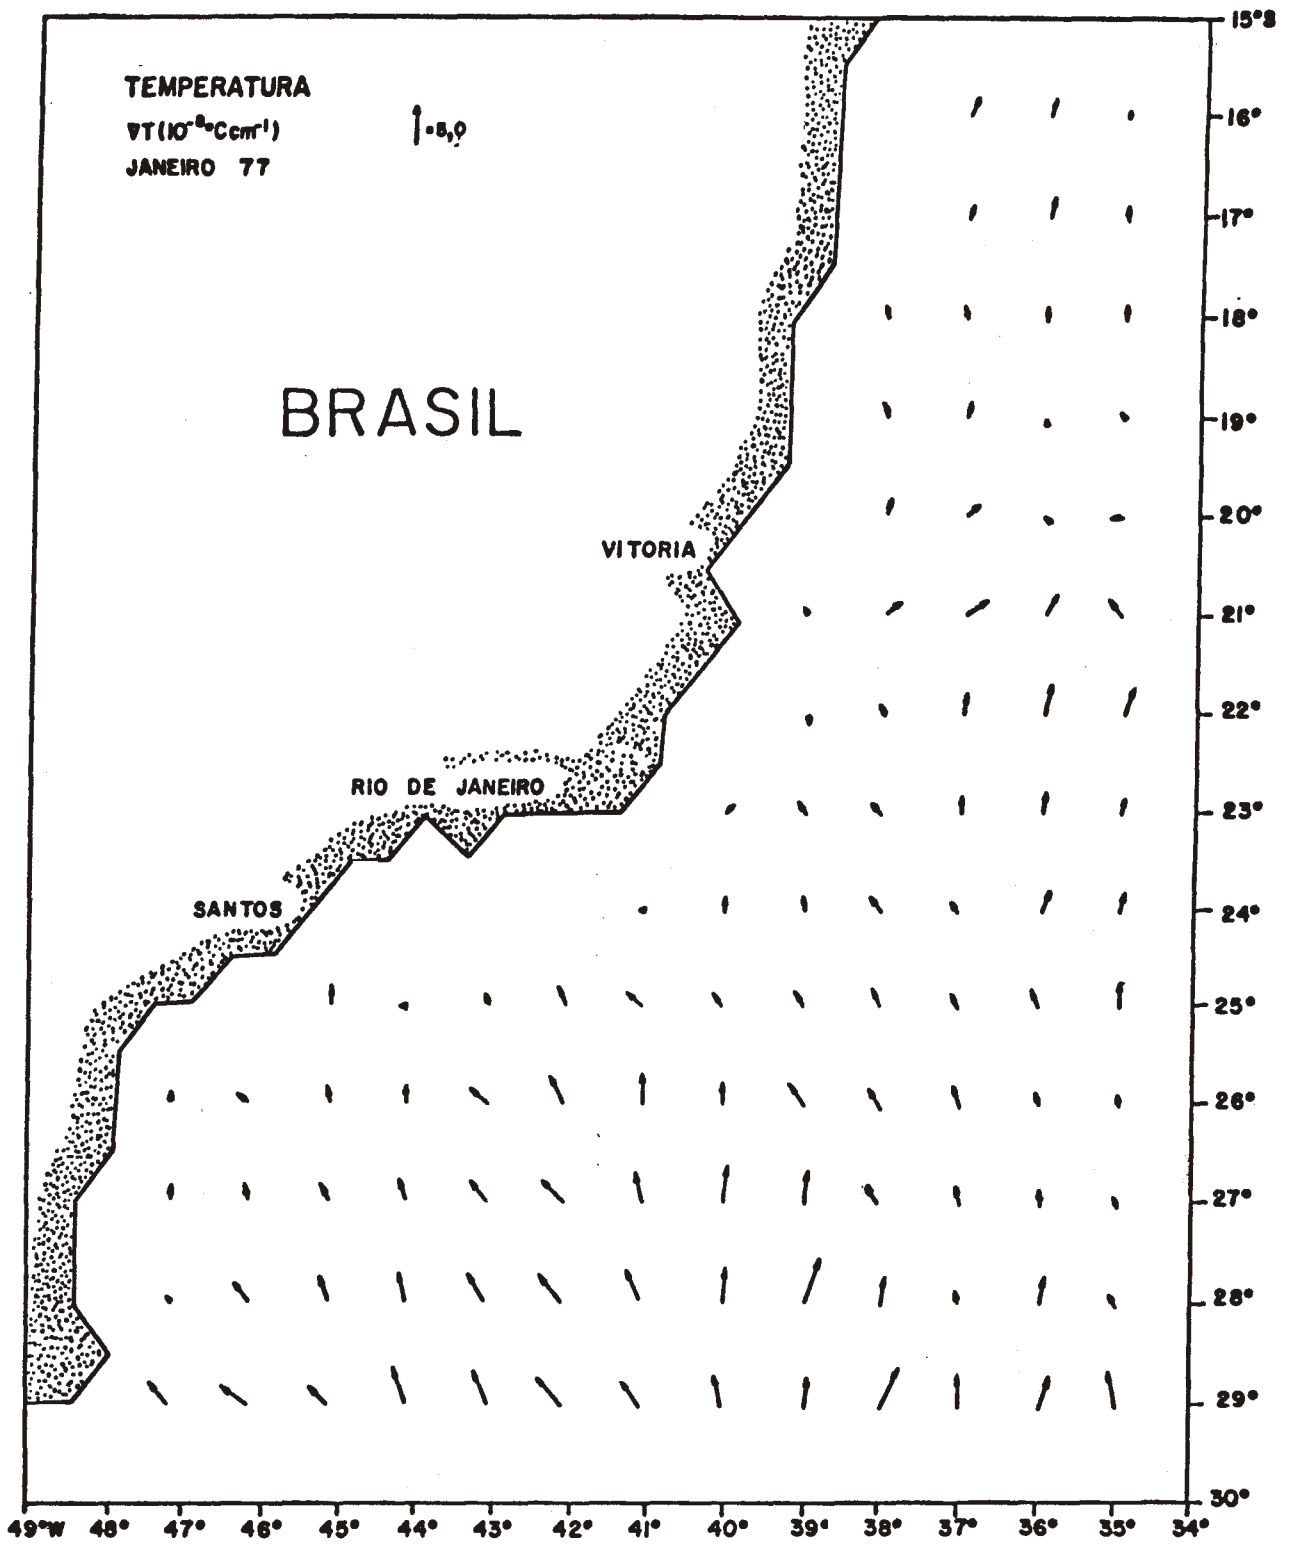 TEMPERATURA
∇T(10⁻⁸°Ccm⁻¹)
=5,0
JANEIRO 77
BRASIL
VITORIA
RIO DE JANEIRO
SANTOS
15°S
16°
17°
18°
19°
20°
21°
22°
23°
24°
25°
26°
27°
28°
29°
30°
49°W 48° 47° 46° 45° 44° 43° 42° 41° 40° 39° 38° 37° 36° 35° 34°